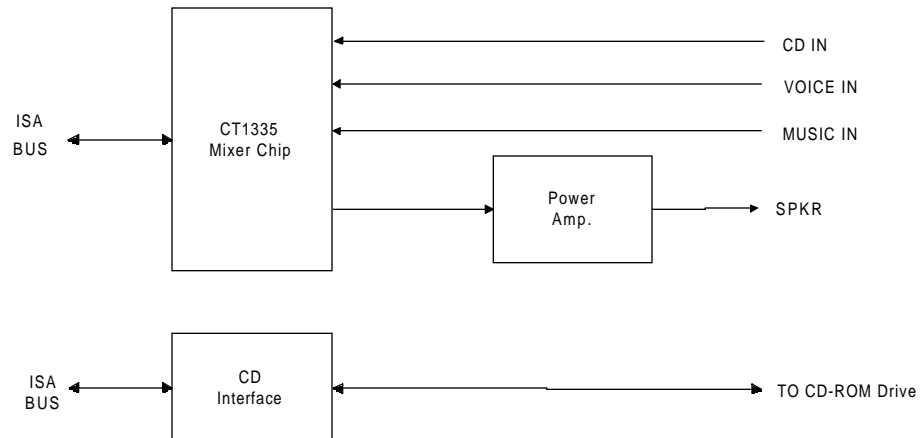 CD IN
VOICE IN
ISA
BUS
CT1335
Mixer Chip
MUSIC IN
Power
Amp.
SPKR
ISA
BUS
CD
Interface
TO CD-ROM Drive